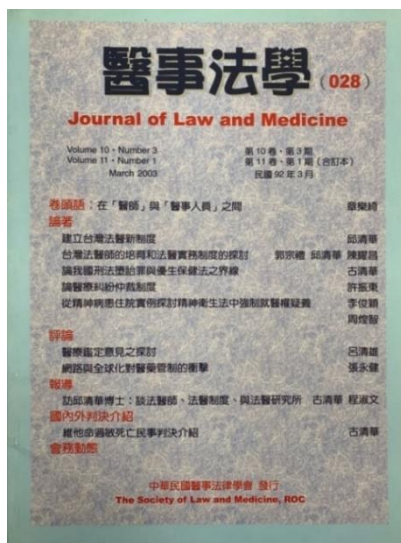 醫事法學(028)
Journal of Law and Medicine
Volume 10・Number 3 第10卷・第3期
Volume 11・Number 1 第11卷・第1期(合訂本)
March 2003 民國92年3月
卷頭語：在「醫師」與「醫事人員」之間 章樂綺
論著
建立台灣法醫新制度 邱清華
台灣法醫師的培育和法醫實務制度的探討 郭宗禮 邱清華 陳耀昌
論我國刑法墮胎罪與優生保健法之界線 古清華
論醫療糾紛仲裁制度 許振東
從精神病患住院實例探討精神衛生法中強制就醫權疑義 李俊穎
周煌智
評論
醫療鑑定意見之探討 呂清雄
網路與全球化對醫藥管制的衝擊 張永健
報導
訪邱清華博士：談法醫師、法醫制度、與法醫研究所 古清華 程淑文
國內外判決介紹
維他命過敏死亡民事判決介紹 古清華
會務動態
中華民國醫事法律學會 發行
The Society of Law and Medicine, ROC